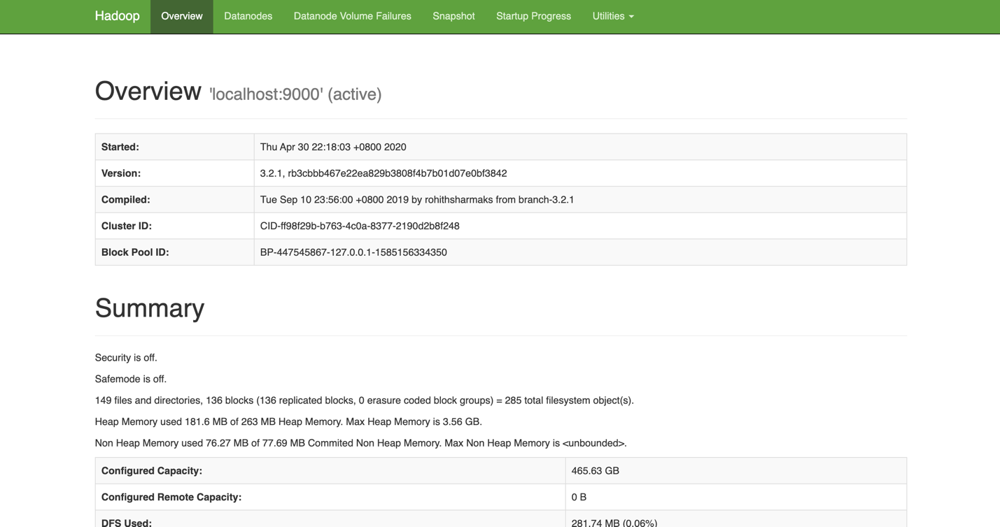 Hadoop Overview Datanodes Datanode Volume Failures Snapshot Startup Progress Utilities
Overview 'localhost:9000' (active)
Started: Thu Apr 30 22:18:03 +0800 2020
Version: 3.2.1, rb3cbbb467e22ea829b3808f4b7b01d07e0bf3842
Compiled: Tue Sep 10 23:56:00 +0800 2019 by rohithsharmaks from branch-3.2.1
Cluster ID: CID-ff98f29b-b763-4c0a-8377-2190d2b8f248
Block Pool ID: BP-447545867-127.0.0.1-1585156334350
Summary
Security is off.
Safemode is off.
149 files and directories, 136 blocks (136 replicated blocks, 0 erasure coded block groups) = 285 total filesystem object(s).
Heap Memory used 181.6 MB of 263 MB Heap Memory. Max Heap Memory is 3.56 GB.
Non Heap Memory used 76.27 MB of 77.69 MB Commited Non Heap Memory. Max Non Heap Memory is <unbounded>.
Configured Capacity: 465.63 GB
Configured Remote Capacity: 0 B
DFS Used: 281.74 MB (0.06%)